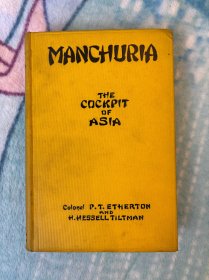 MANCHURIA
THE
COCKPIT
OF
ASIA
Colonel P.T. ETHERTON
AND
H. HESSELL TILTMAN